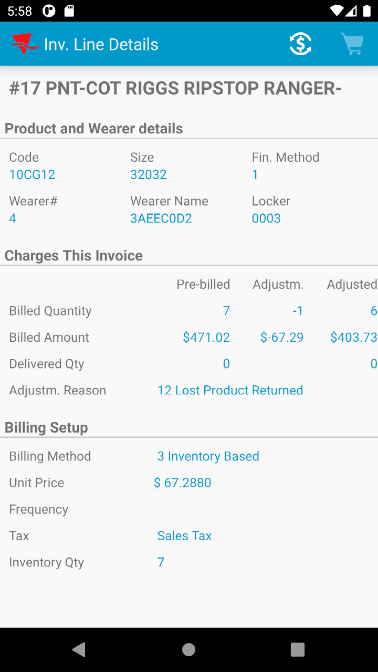 5:58
Inv. Line Details
#17 PNT-COT RIGGS RIPSTOP RANGER-
Product and Wearer details
Code Size Fin. Method
10CG12 32032 1
Wearer# Wearer Name Locker
4 3AEEC0D2 0003
Charges This Invoice
Pre-billed Adjustm. Adjusted
Billed Quantity 7 -1 6
Billed Amount $471.02 $-67.29 $403.73
Delivered Qty 0 0
Adjustm. Reason 12 Lost Product Returned
Billing Setup
Billing Method 3 Inventory Based
Unit Price $ 67.2880
Frequency
Tax Sales Tax
Inventory Qty 7